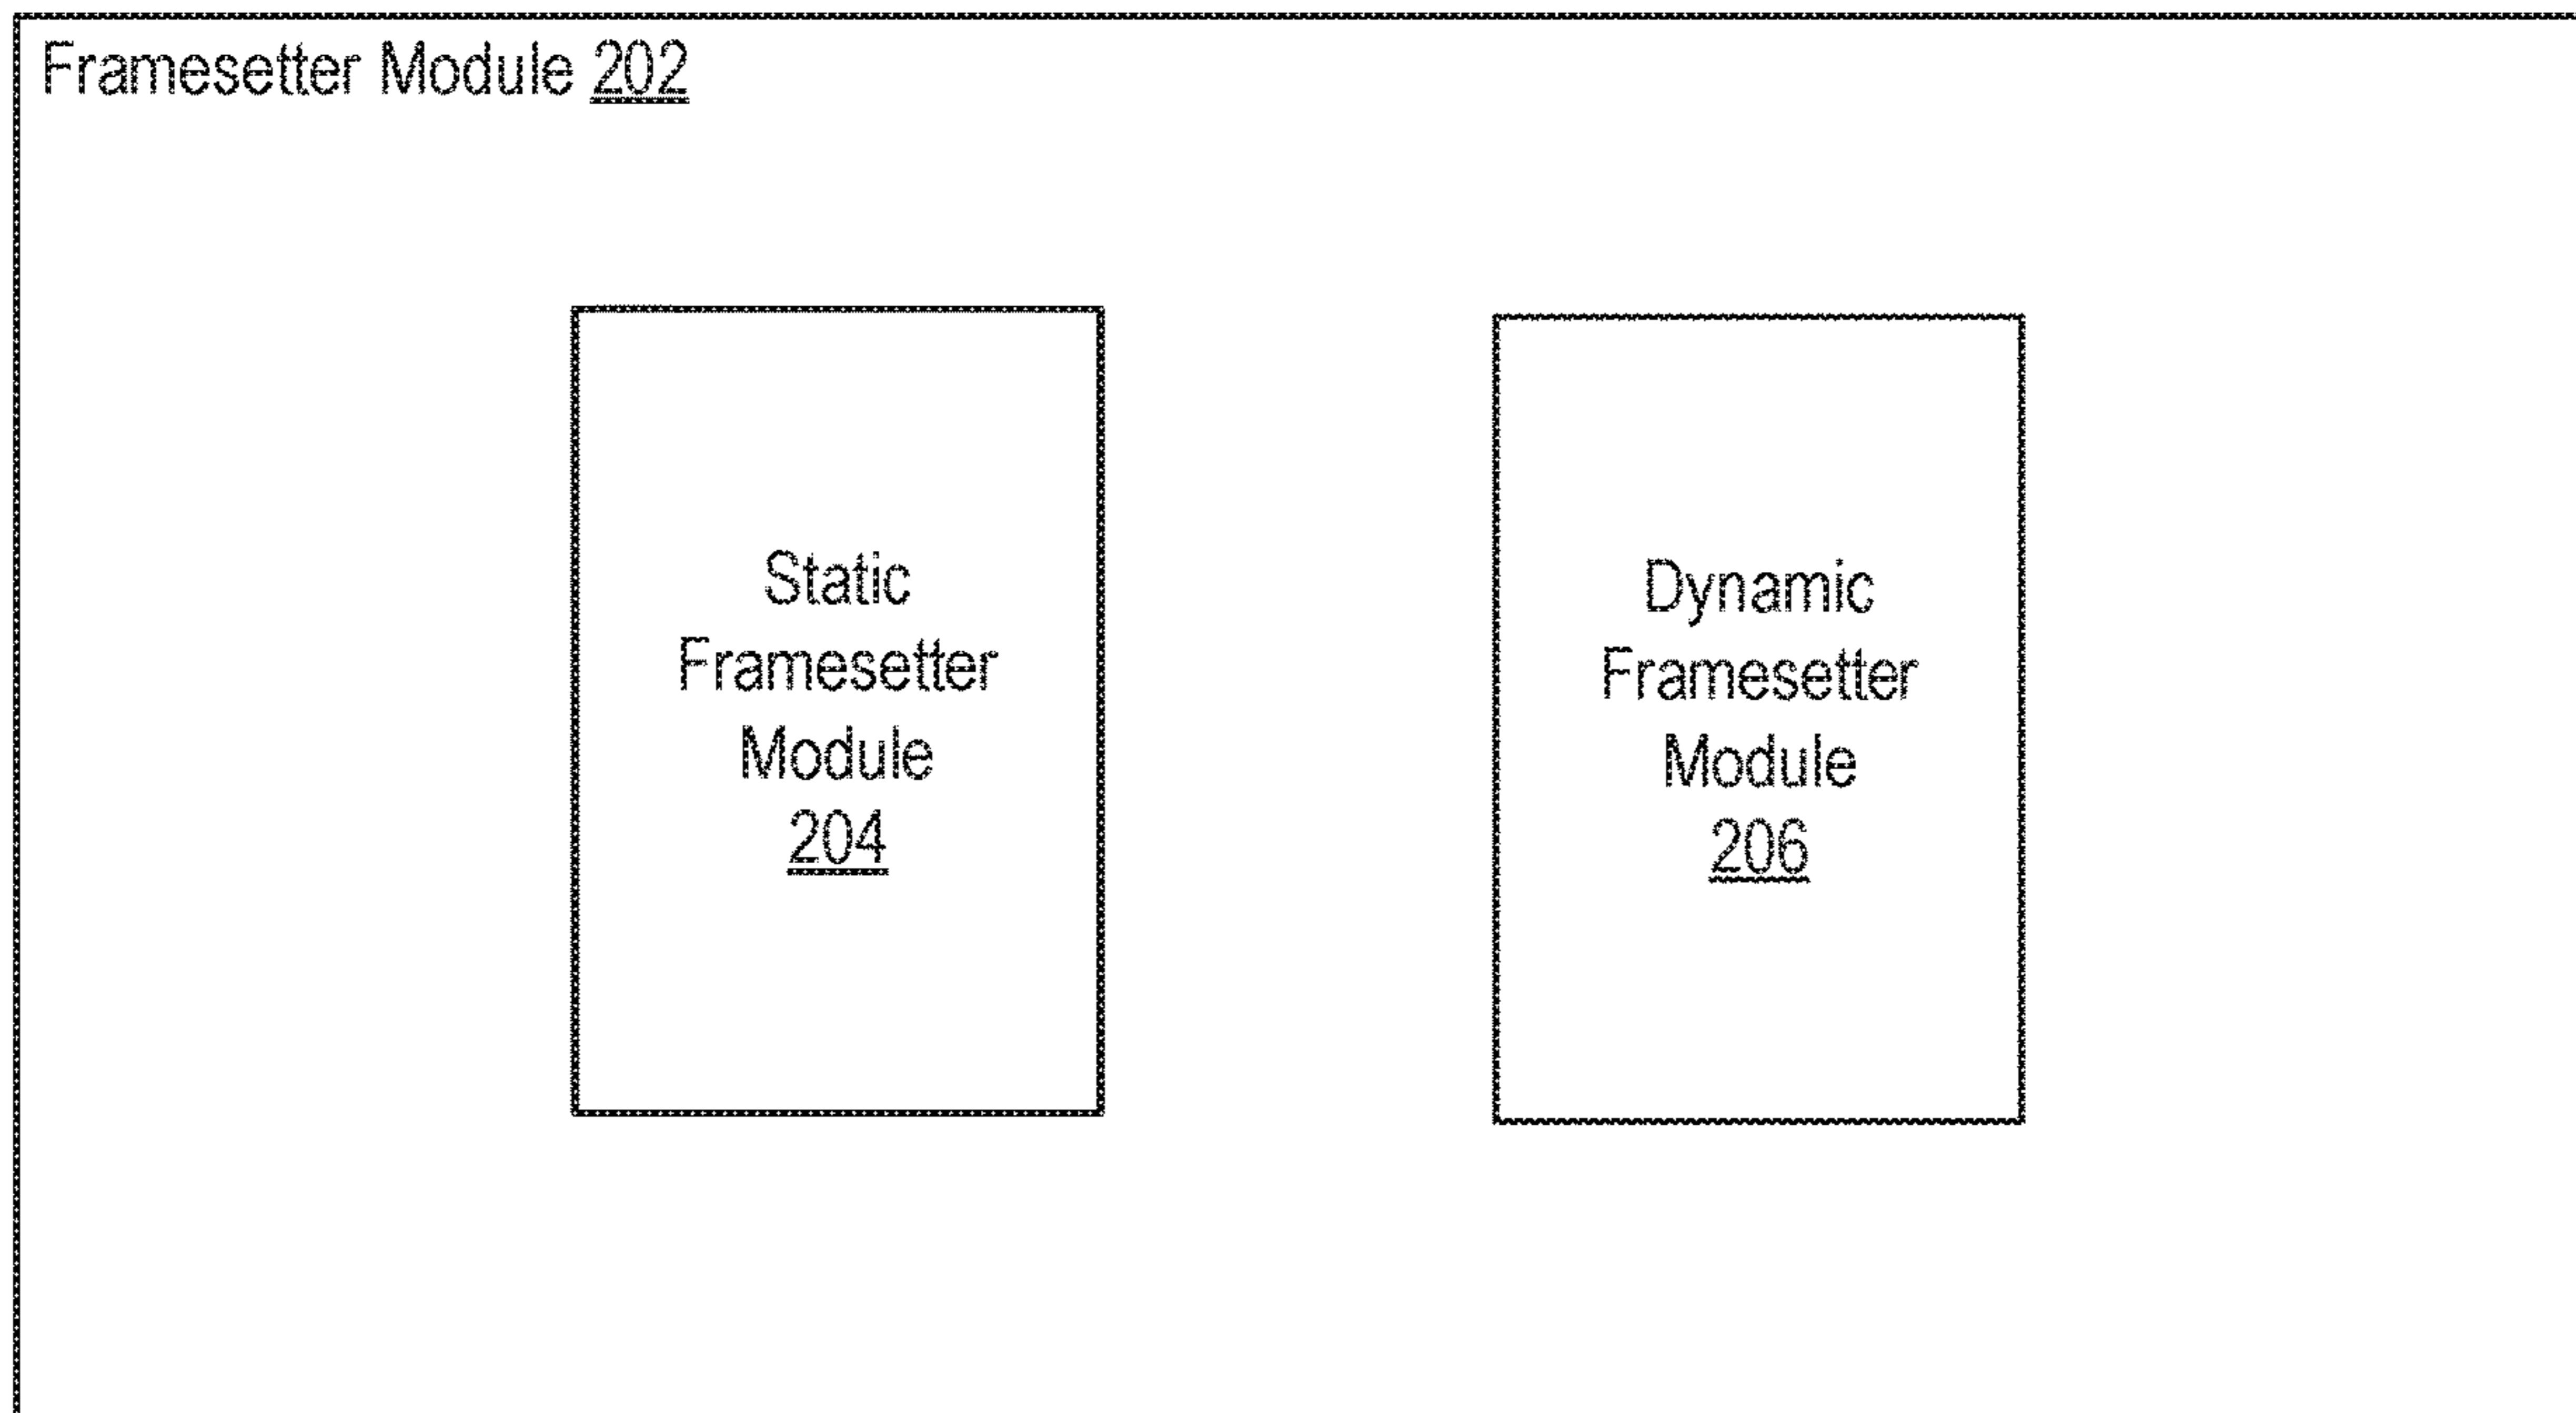 Framesetter Module 202
Static
Framesetter
Module
204
Dynamic
Framesetter
Module
206